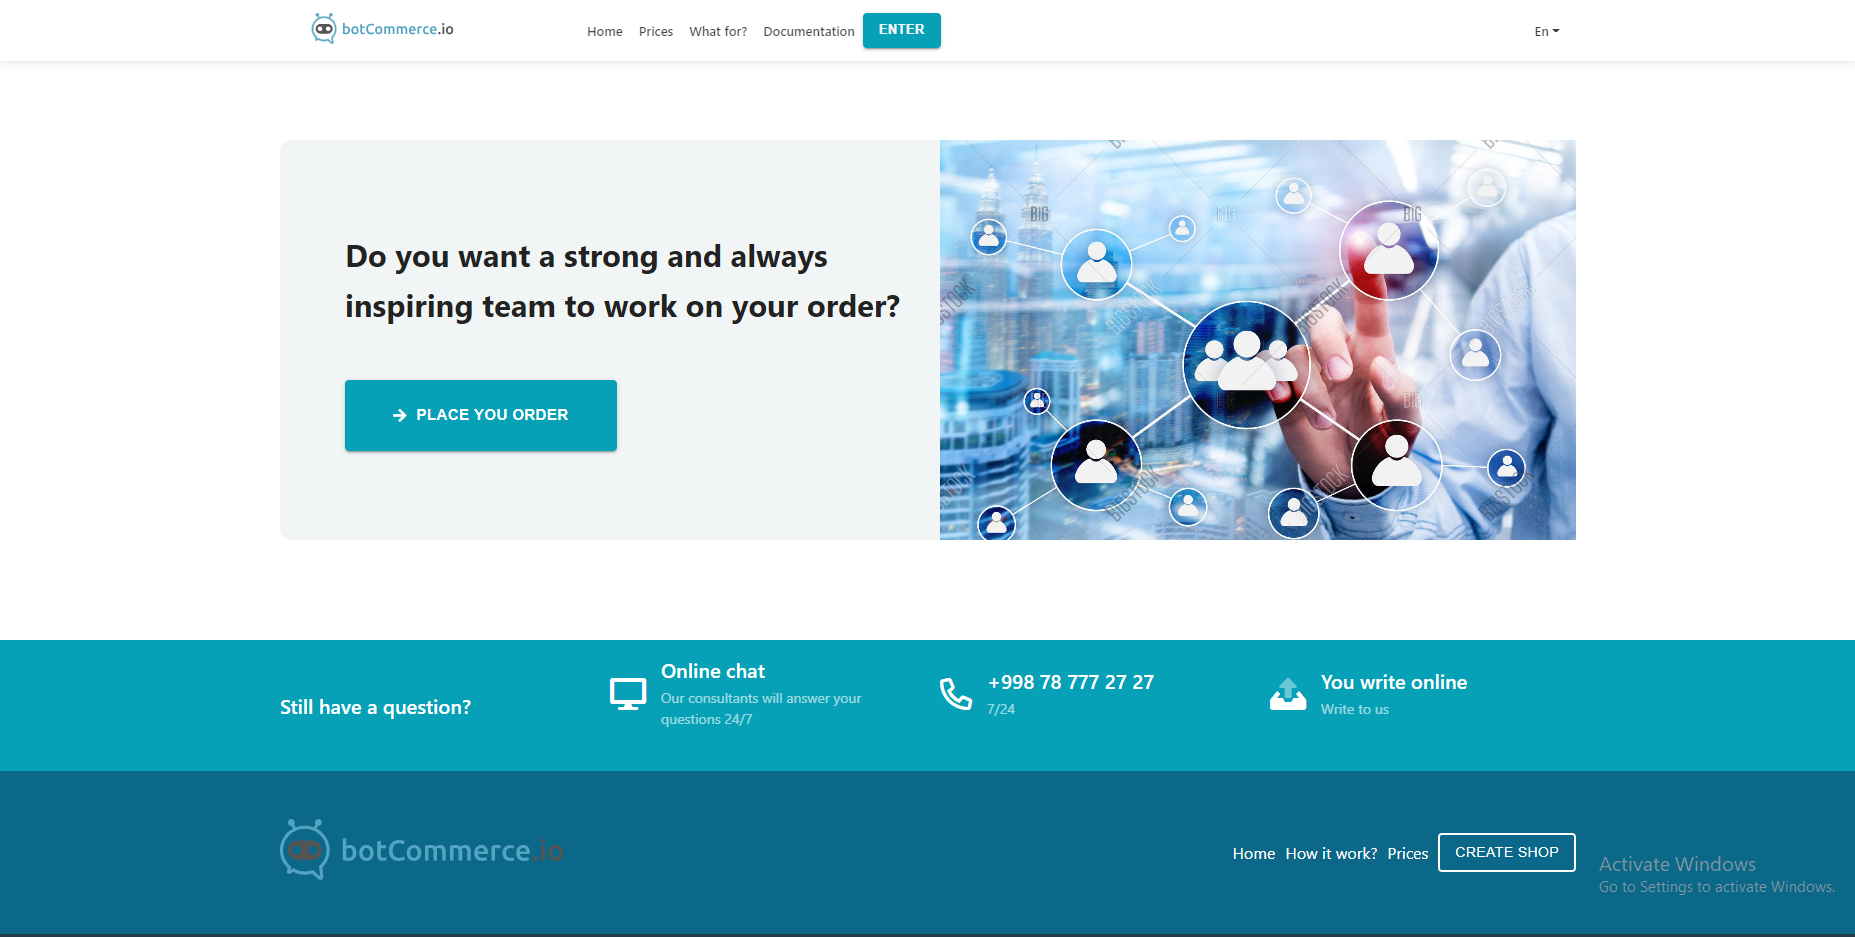 botCommerce.io
Home
Prices
What for?
Documentation
ENTER
En
Do you want a strong and always
inspiring team to work on your order?
PLACE YOU ORDER
BIG
BIG
BIG
BIGSTOCK
BIGSTOCK
BIGSTOCK
BIG
BIG
BIGSTOCK
BIGSTOCK
BIGSTOCK
Still have a question?
Online chat
Our consultants will answer your
questions 24/7
+998 78 777 27 27
7/24
You write online
Write to us
botCommerce.io
Home
How it work?
Prices
CREATE SHOP
Activate Windows
Go to Settings to activate Windows.